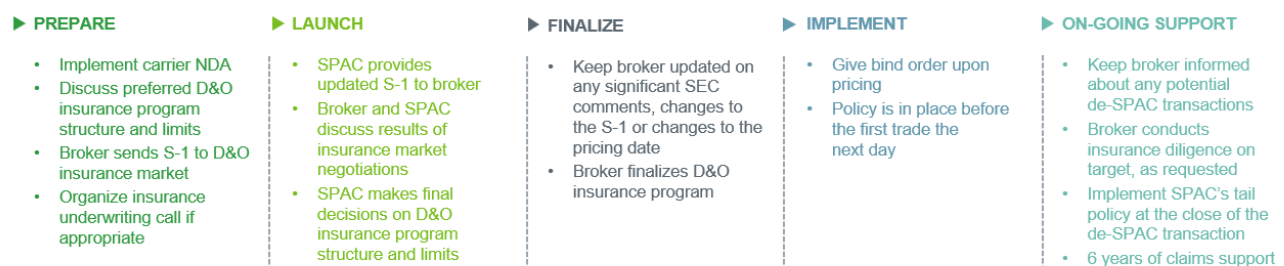 PREPARE
• Implement carrier NDA
• Discuss preferred D&O
insurance program
structure and limits
• Broker sends S-1 to D&O
insurance market
• Organize insurance
underwriting call if
appropriate
LAUNCH
• SPAC provides
updated S-1 to broker
• Broker and SPAC
discuss results of
insurance market
negotiations
• SPAC makes final
decisions on D&O
insurance program
structure and limits
FINALIZE
• Keep broker updated on
any significant SEC
comments, changes to
the S-1 or changes to the
pricing date
• Broker finalizes D&O
insurance program
IMPLEMENT
• Give bind order upon
pricing
• Policy is in place before
the first trade the
next day
ON-GOING SUPPORT
• Keep broker informed
about any potential
de-SPAC transactions
• Broker conducts
insurance diligence on
target, as requested
• Implement SPAC's tail
policy at the close of the
de-SPAC transaction
• 6 years of claims support